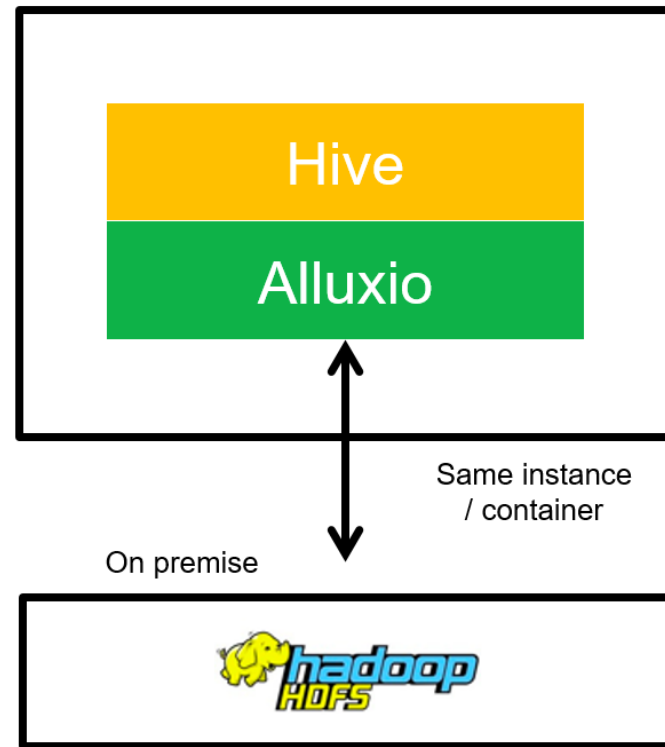 Hive
Alluxio
Same instance
/ container
On premise
hadoop
HDFS